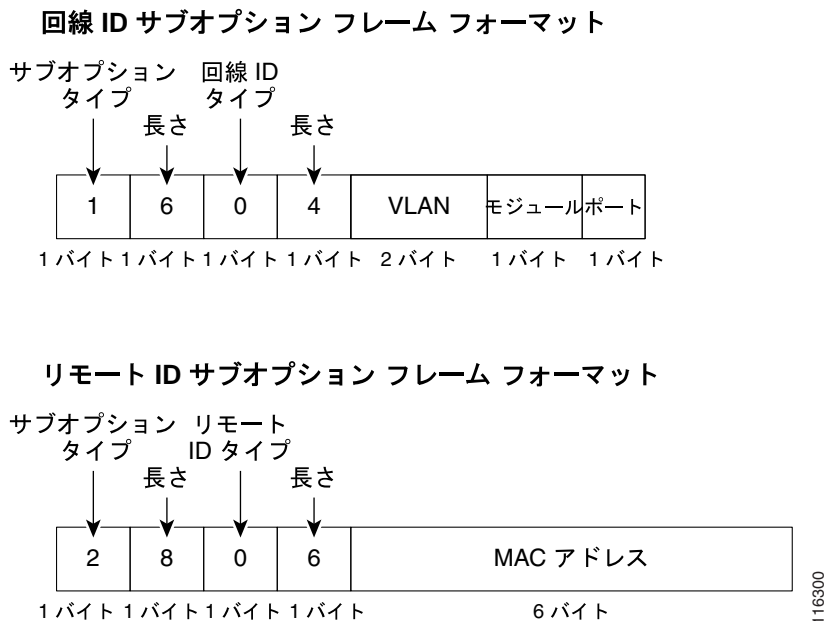 回線 ID サブオプション フレーム フォーマット
サブオプション 回線 ID
タイプ タイプ
長さ 長さ
1 6 0 4 VLAN モジュール ポート
1 バイト 1 バイト 1 バイト 1 バイト 2 バイト 1 バイト 1 バイト
リモート ID サブオプション フレーム フォーマット
サブオプション リモート
タイプ ID タイプ
長さ 長さ
2 8 0 6 MAC アドレス
1 バイト 1 バイト 1 バイト 1 バイト 6 バイト
116300